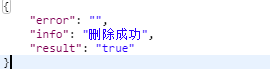 {
"error": "",
"info": "删除成功",
"result": "true"
}